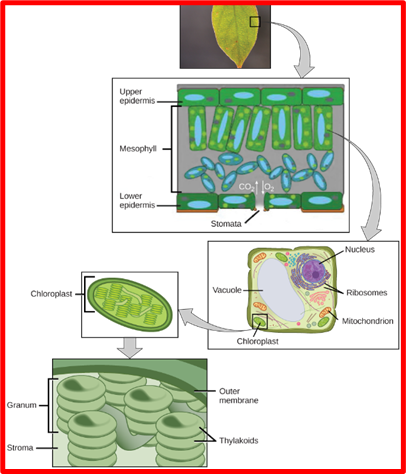 Upper
epidermis
Mesophyll
CO₂
O₂
Lower
epidermis
Stomata
Nucleus
Vacuole
Ribosomes
Mitochondrion
Chloroplast
Chloroplast
Outer
membrane
Granum
Thylakoids
Stroma